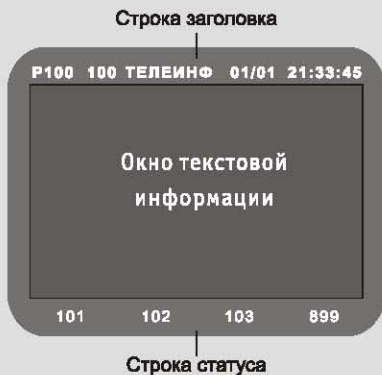 Строка заголовка
P100 100 ТЕЛЕИНФ 01/01 21:33:45
Окно текстовой
информации
101 102 103 899
Строка статуса